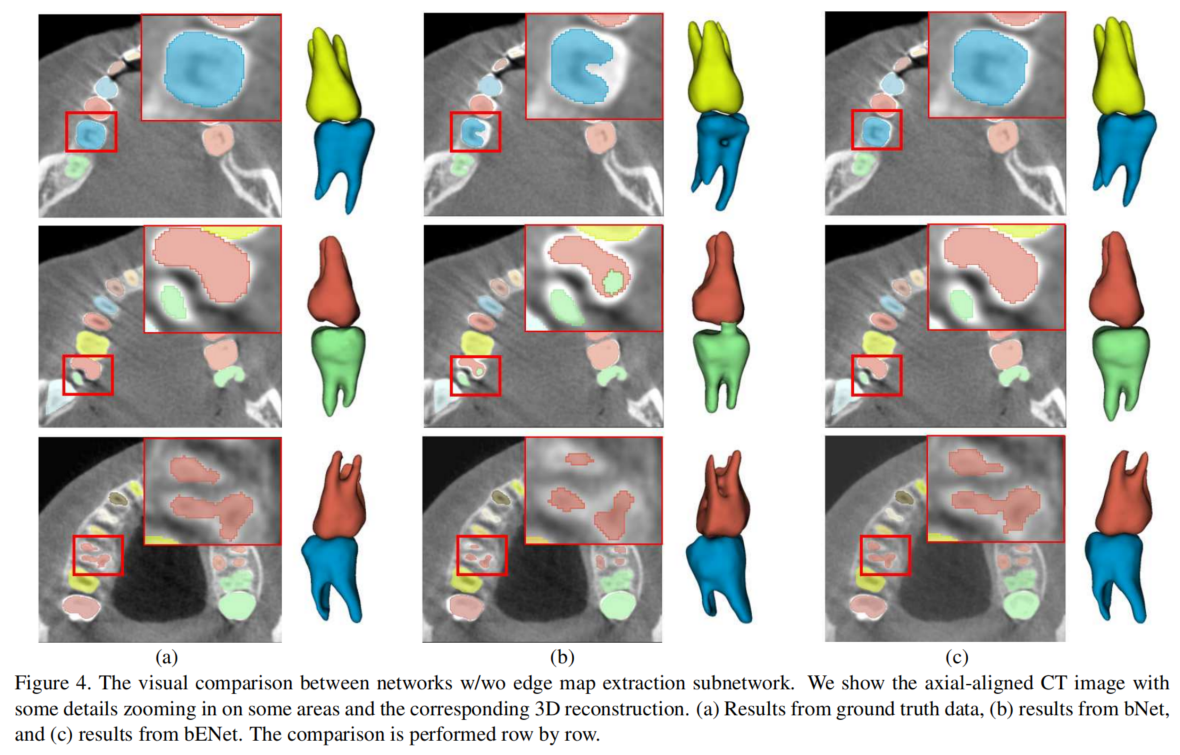 (a)
(b)
(c)
Figure 4. The visual comparison between networks w/wo edge map extraction subnetwork. We show the axial-aligned CT image with
some details zooming in on some areas and the corresponding 3D reconstruction. (a) Results from ground truth data, (b) results from bNet,
and (c) results from bENet. The comparison is performed row by row.